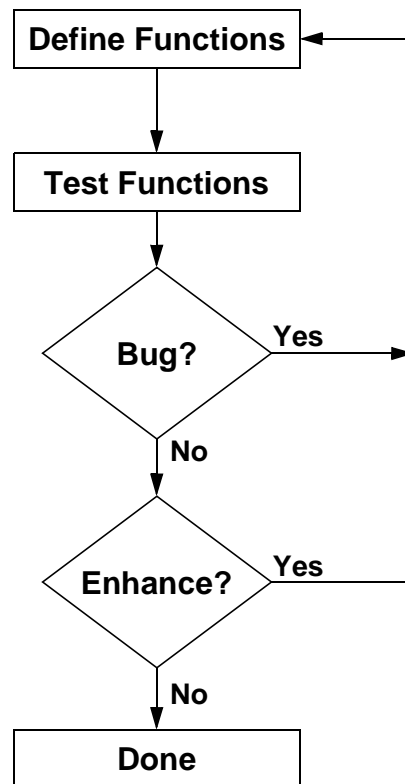 Define Functions
Test Functions
Bug?
Yes
No
Enhance?
Yes
No
Done